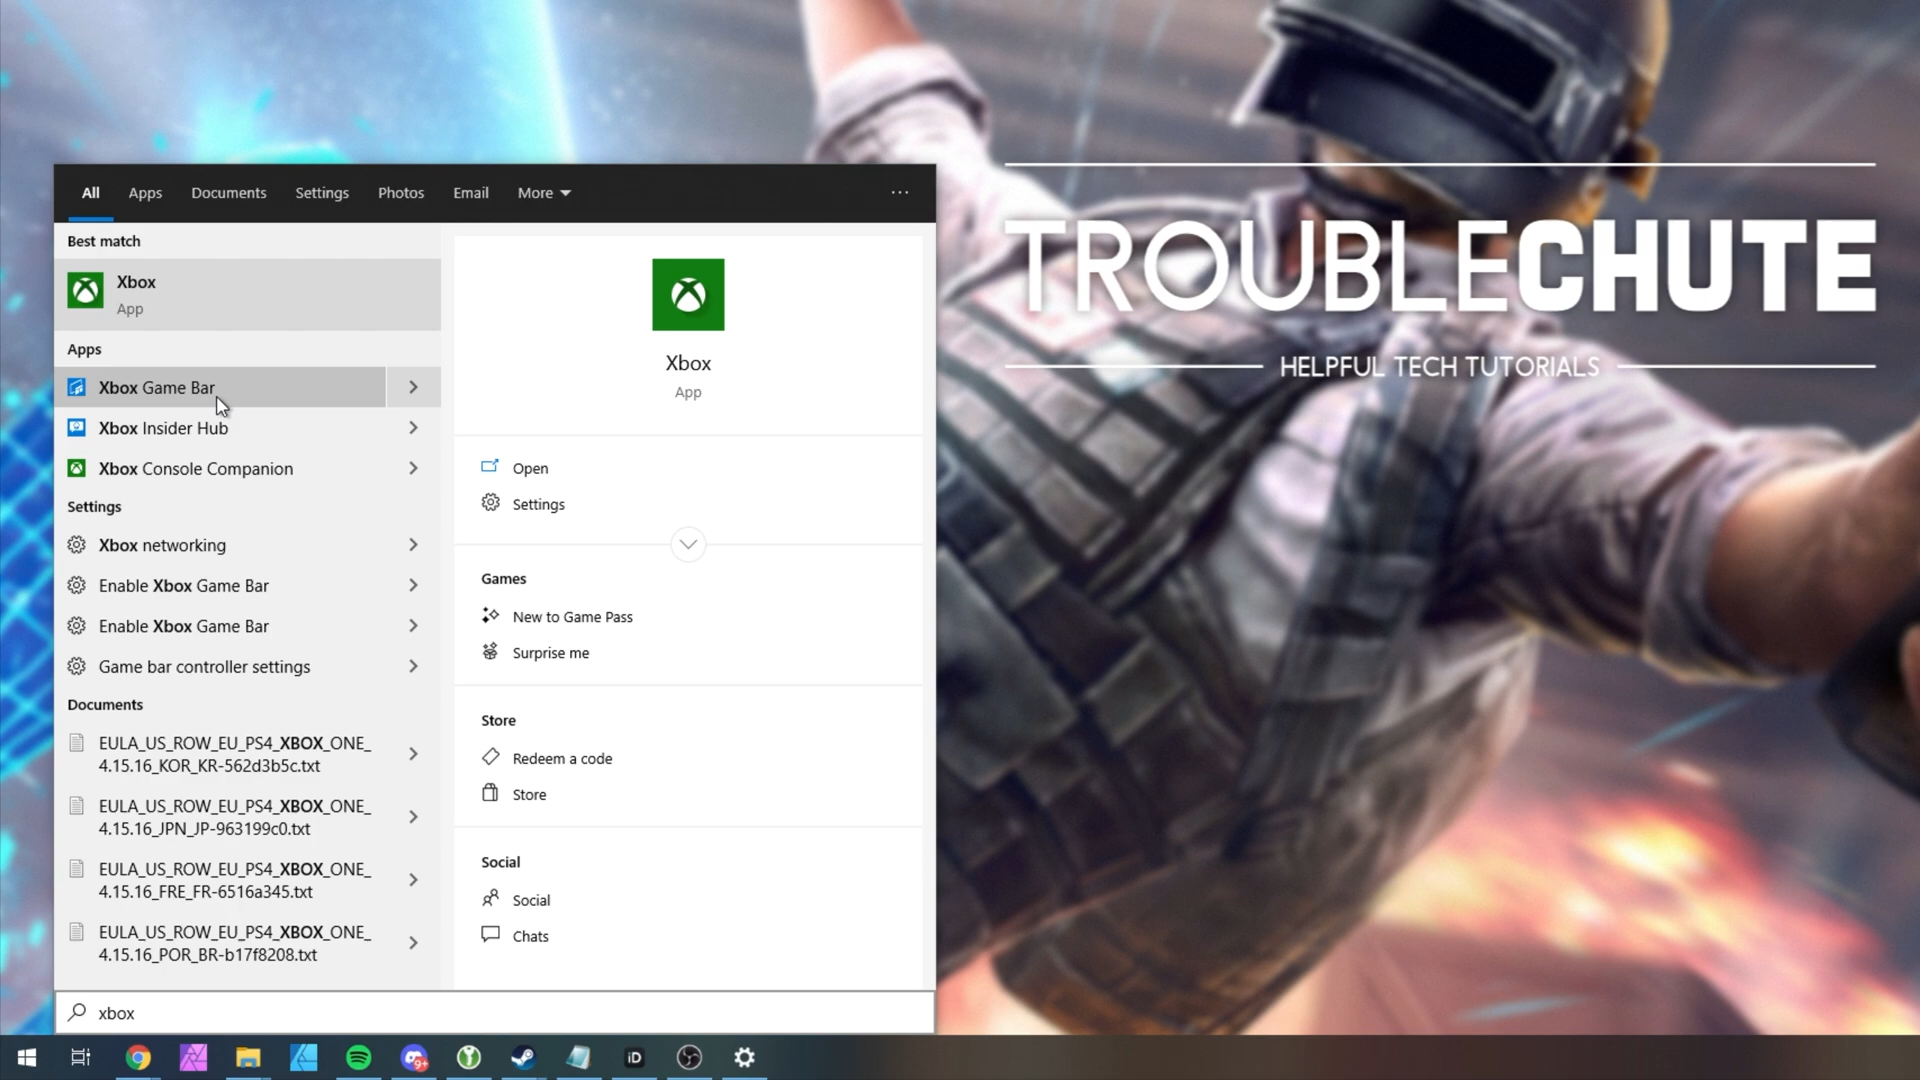 All Apps Documents Settings Photos Email More
Best match
Xbox
App
Apps
Xbox Game Bar
Xbox Insider Hub
Xbox Console Companion
Settings
Xbox networking
Enable Xbox Game Bar
Enable Xbox Game Bar
Game bar controller settings
Documents
EULA_US_ROW_EU_PS4_XBOX_ONE_
4.15.16_KOR_KR-562d3b5c.txt
EULA_US_ROW_EU_PS4_XBOX_ONE_
4.15.16_JPN_JP-963199c0.txt
EULA_US_ROW_EU_PS4_XBOX_ONE_
4.15.16_FRE_FR-6516a345.txt
EULA_US_ROW_EU_PS4_XBOX_ONE_
4.15.16_POR_BR-b17f8208.txt
xbox
Xbox
App
Open
Settings
Games
New to Game Pass
Surprise me
Store
Redeem a code
Store
Social
Social
Chats
TROUBLECHUTE
HELPFUL TECH TUTORIALS
9+
iD